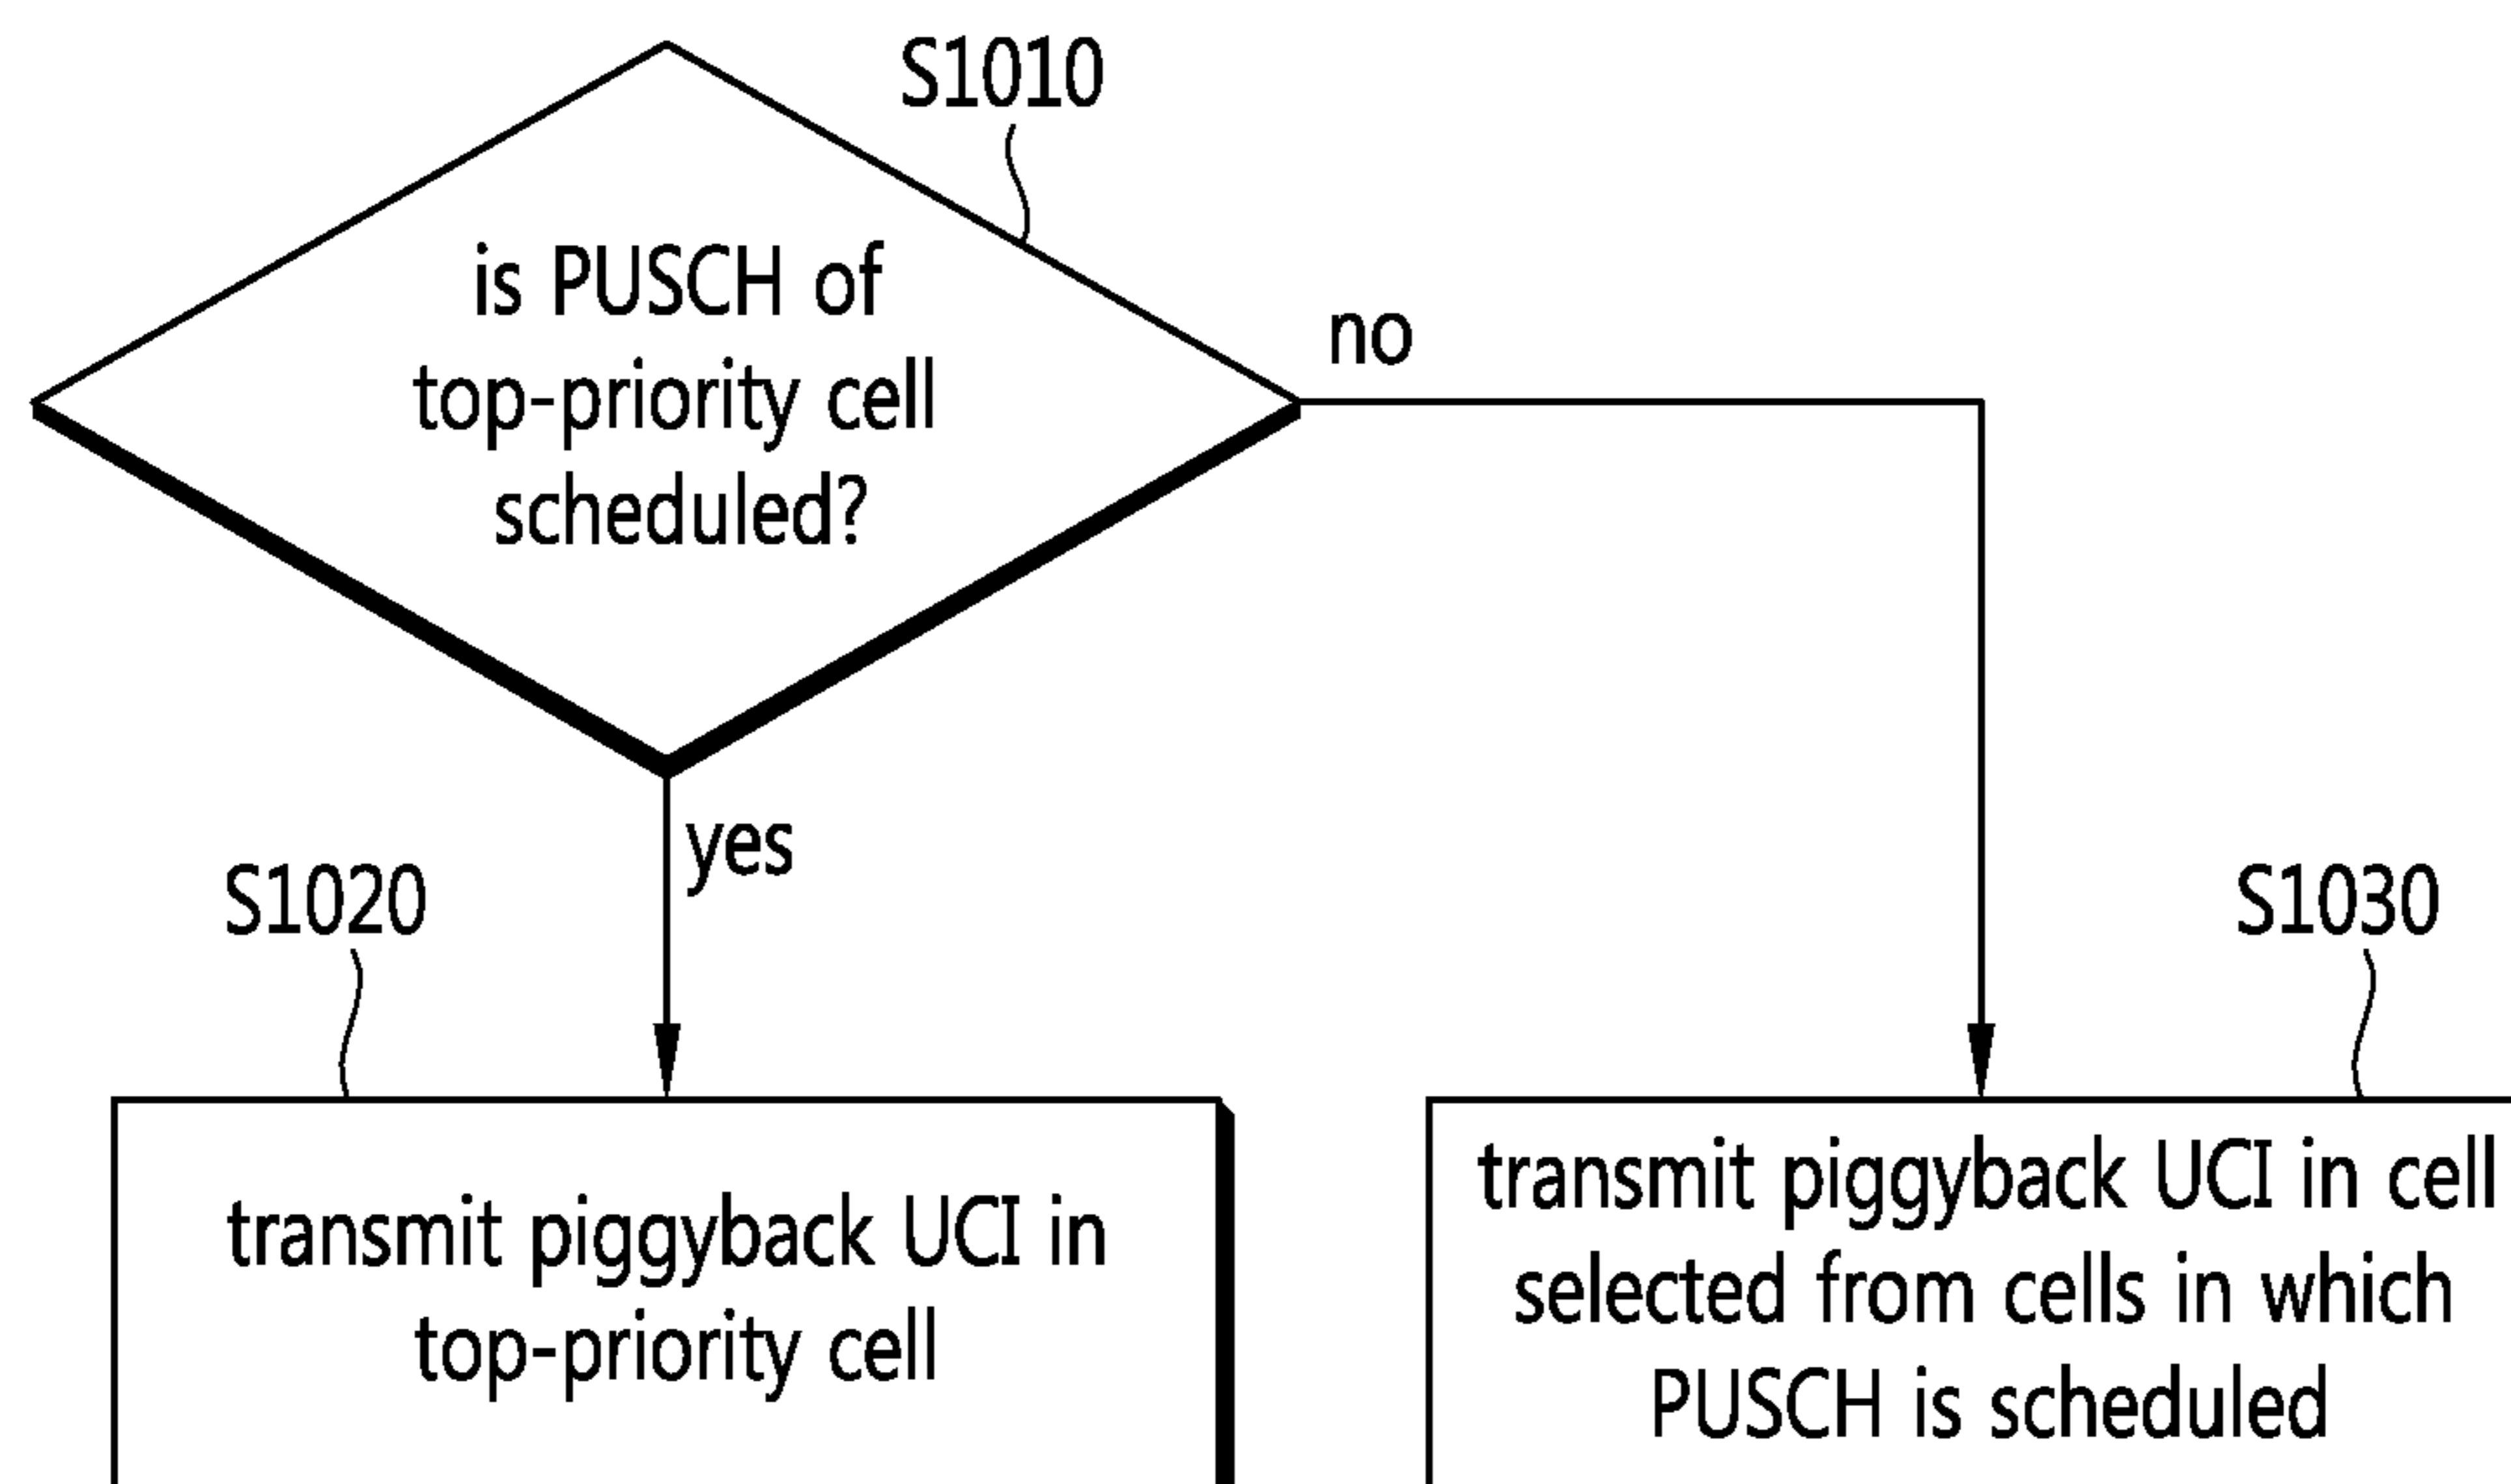 S1010
is PUSCH of
top-priority cell
scheduled?
no
yes
S1020
S1030
transmit piggyback UCI in
top-priority cell
transmit piggyback UCI in cell
selected from cells in which
PUSCH is scheduled